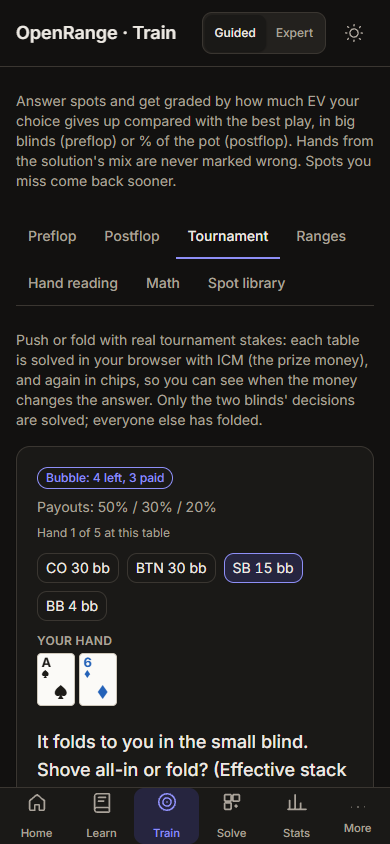 OpenRange · Train
Guided
Expert
Answer spots and get graded by how much EV your
choice gives up compared with the best play, in big
blinds (preflop) or % of the pot (postflop). Hands from
the solution's mix are never marked wrong. Spots you
miss come back sooner.
Preflop
Postflop
Tournament
Ranges
Hand reading
Math
Spot library
Push or fold with real tournament stakes: each table
is solved in your browser with ICM (the prize money),
and again in chips, so you can see when the money
changes the answer. Only the two blinds' decisions
are solved; everyone else has folded.
Bubble: 4 left, 3 paid
Payouts: 50% / 30% / 20%
Hand 1 of 5 at this table
CO 30 bb
BTN 30 bb
SB 15 bb
BB 4 bb
YOUR HAND
A
6
It folds to you in the small blind.
Shove all-in or fold? (Effective stack
Home
Learn
Train
Solve
Stats
More